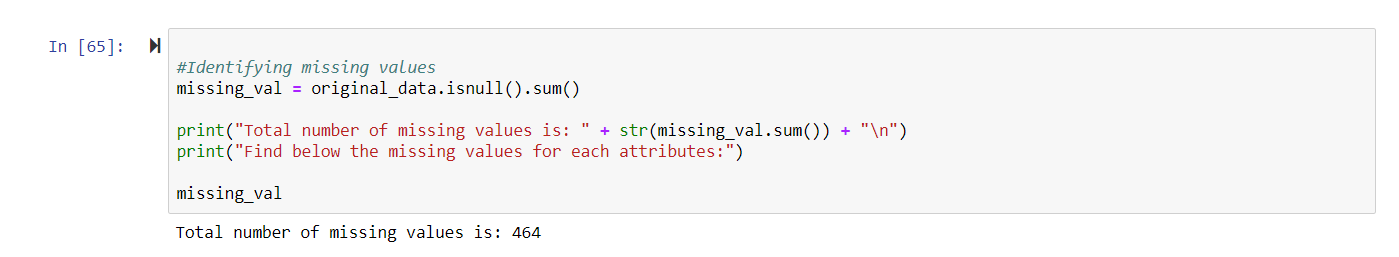 In [65]:
#Identifying missing values
missing_val = original_data.isnull().sum()
print("Total number of missing values is: " + str(missing_val.sum()) + "\n")
print("Find below the missing values for each attributes:")
missing_val
Total number of missing values is: 464